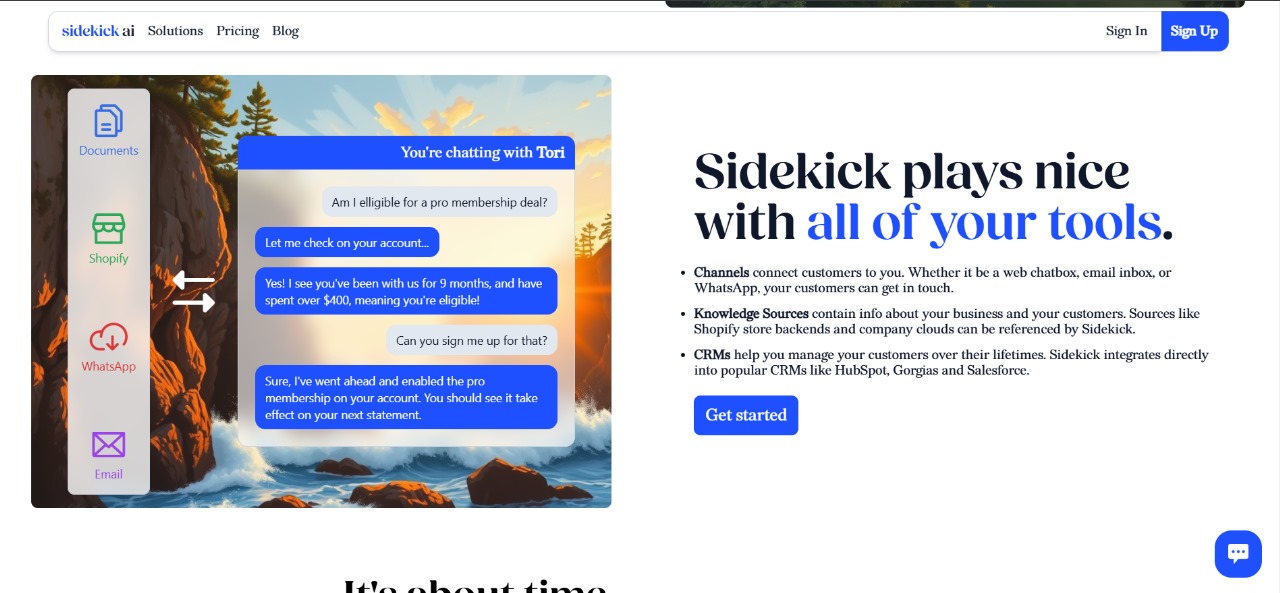 sidekick ai Solutions Pricing Blog Sign In Sign Up
Documents
Shopify
WhatsApp
Email
You're chatting with Tori
Am I elligible for a pro membership deal?
Let me check on your account...
Yes! I see you've been with us for 9 months, and have
spent over $400, meaning you're eligible!
Can you sign me up for that?
Sure, I've went ahead and enabled the pro
membership on your account. You should see it take
effect on your next statement.
Sidekick plays nice
with all of your tools.
• Channels connect customers to you. Whether it be a web chatbox, email inbox, or
WhatsApp, your customers can get in touch.
• Knowledge Sources contain info about your business and your customers. Sources like
Shopify store backends and company clouds can be referenced by Sidekick.
• CRMs help you manage your customers over their lifetimes. Sidekick integrates directly
into popular CRMs like HubSpot, Gorgias and Salesforce.
Get started
It's about time